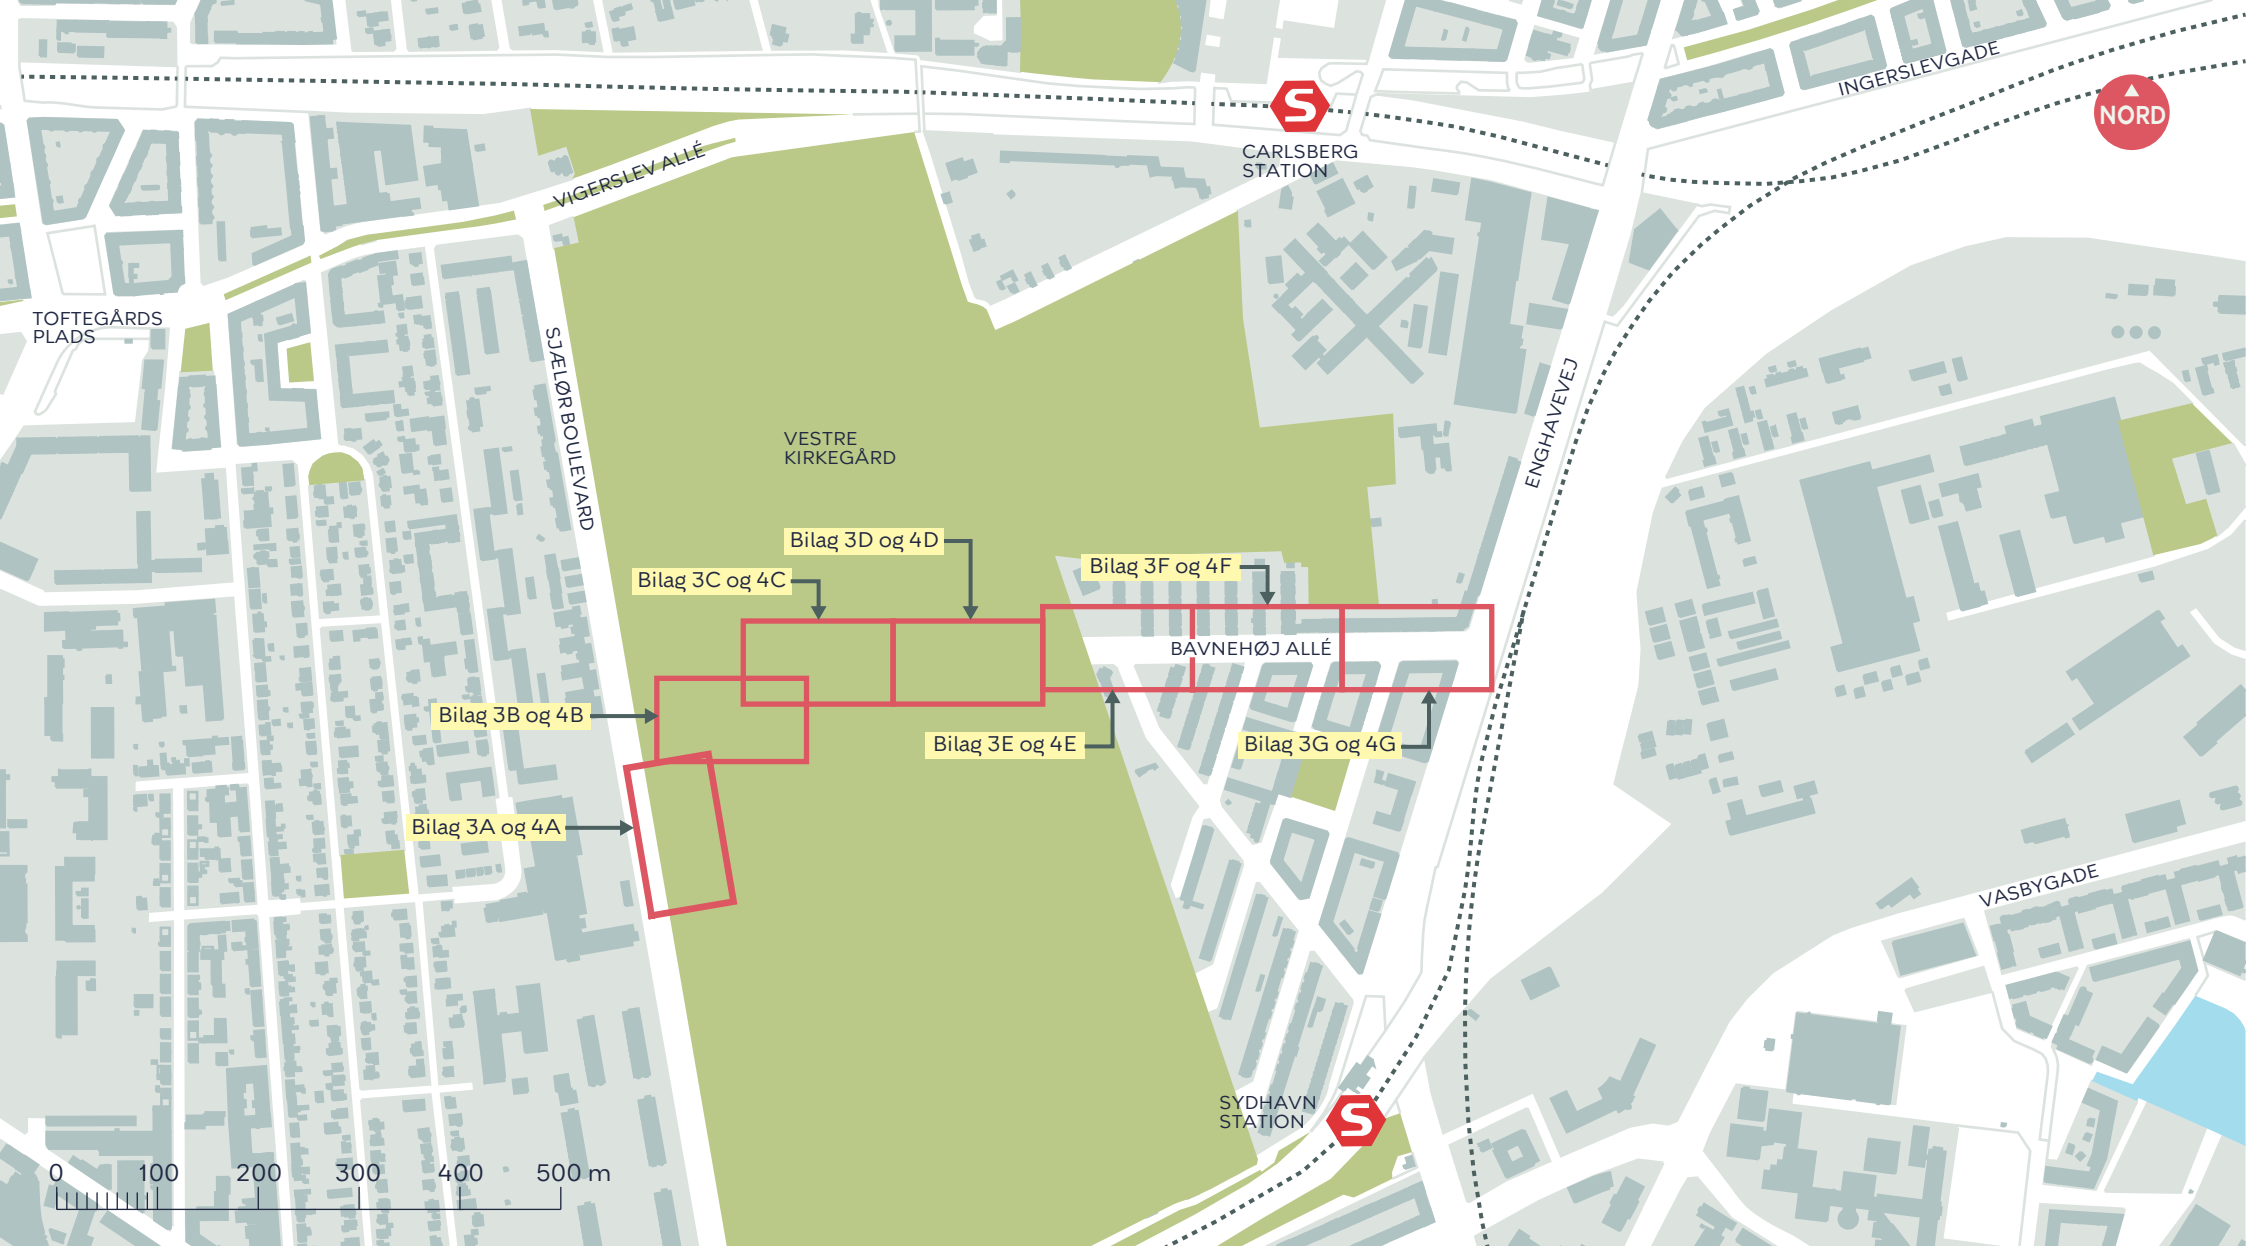 INGERSLEVGADE
NORD
S
CARLSBERG
STATION
VIGERSLEV ALLÉ
TOFTEGÅRDS
PLADS
SJÆLØR BOULEVARD
ENGHAVEVEJ
VESTRE
KIRKEGÅRD
Bilag 3D og 4D
Bilag 3F og 4F
Bilag 3C og 4C
BAVNEHØJ ALLÉ
Bilag 3B og 4B
Bilag 3E og 4E
Bilag 3G og 4G
Bilag 3A og 4A
VASBYGADE
SYDHAVN
STATION
S
0 100 200 300 400 500 m